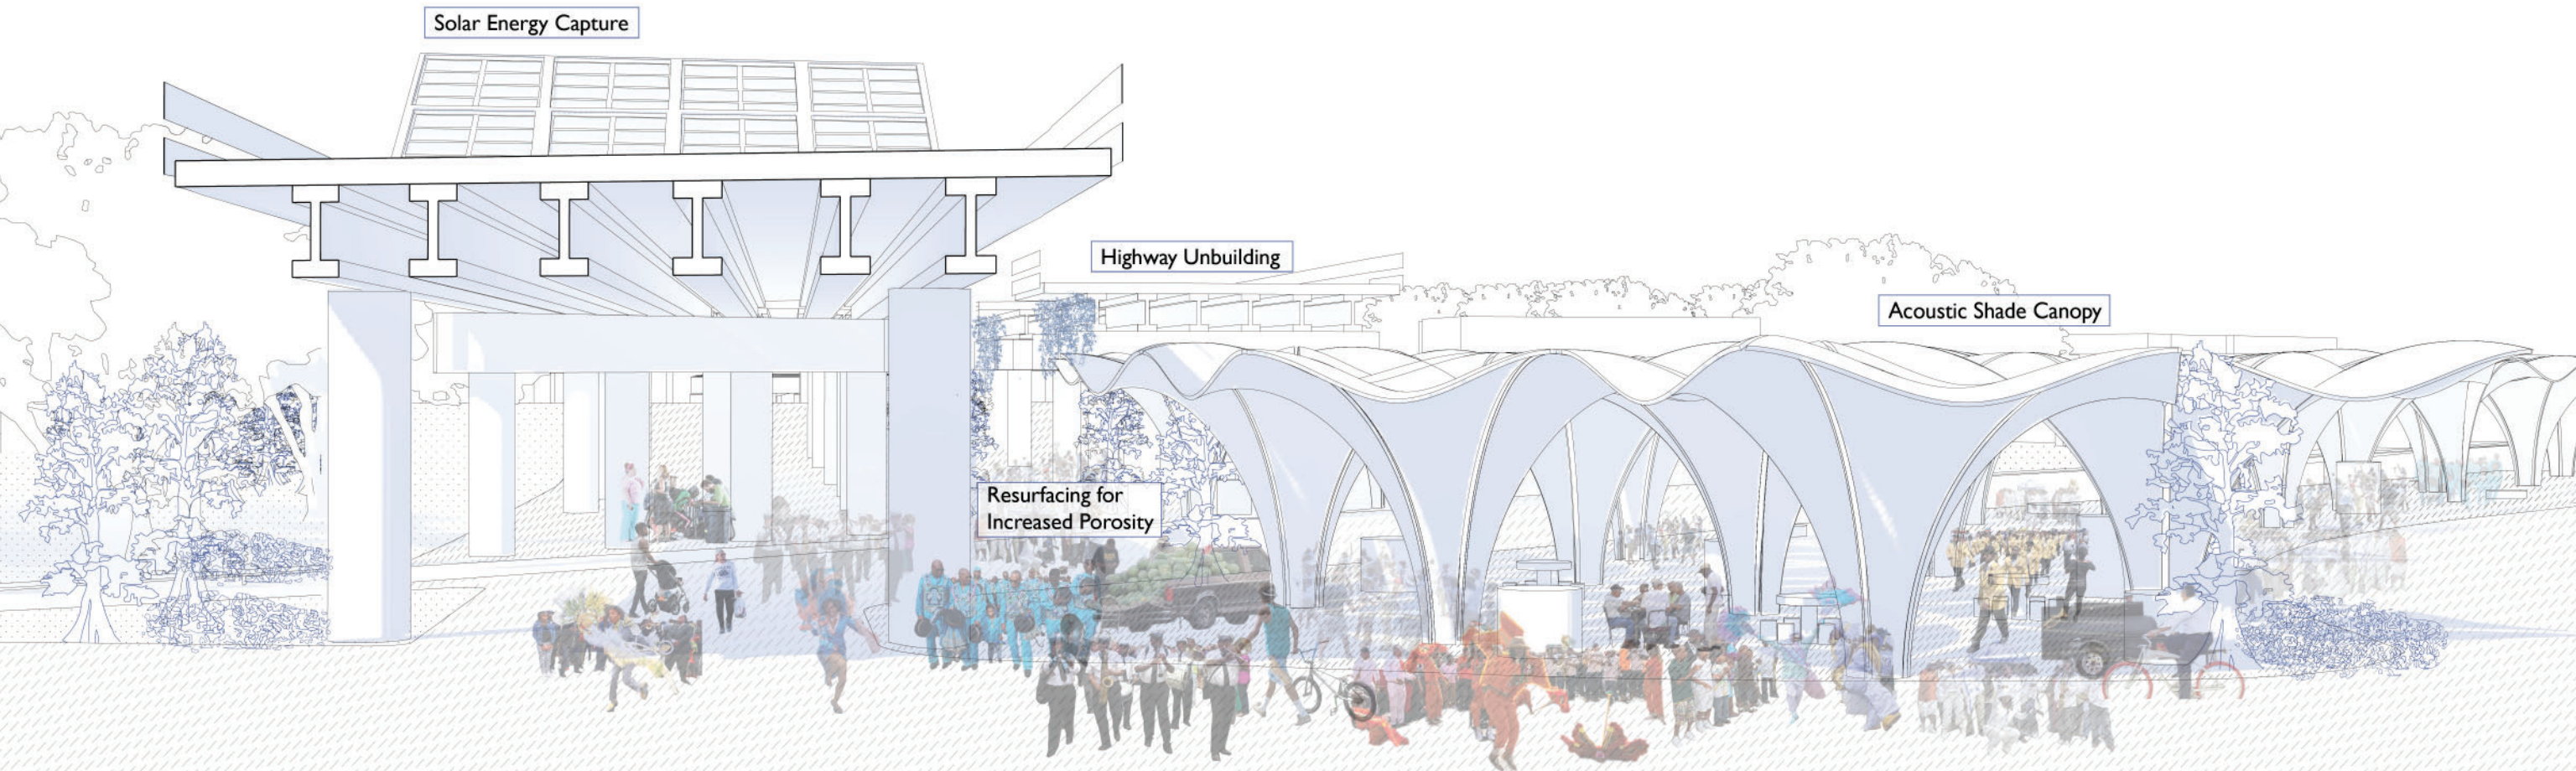 Solar Energy Capture
Highway Unbuilding
Acoustic Shade Canopy
Resurfacing for
Increased Porosity